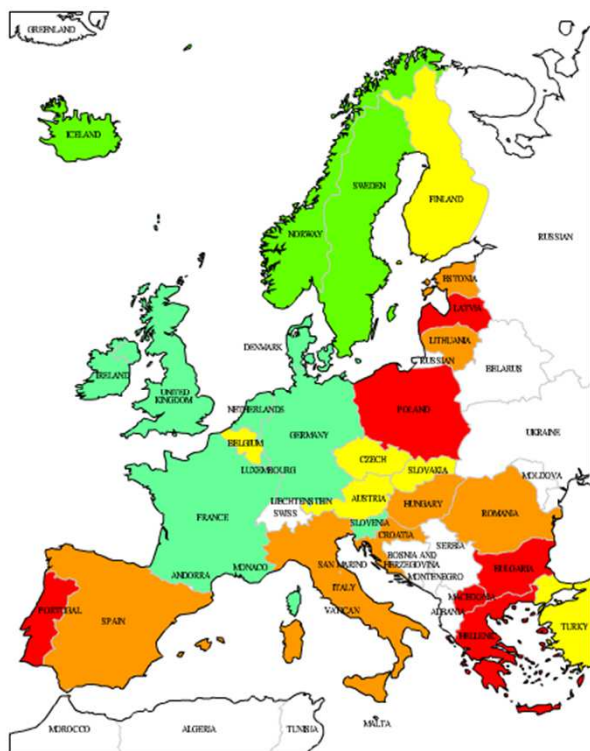 GREENLAND
ICELAND
SWEDEN
FINLAND
NORWAY
RUSSIAN
ESTONIA
LATVIA
DENMARK
LITHUANIA
RUSSIAN
BELARUS
IRELAND
UNITED
KINGDOM
NETHERLANDS
POLAND
GERMANY
BELGIUM
UKRAINE
CZECH
LUXEMBOURG
SLOVAKIA
MOLDOVA
LIECHTENSTEIN
AUSTRIA
SWISS
HUNGARY
ROMANIA
FRANCE
SLOVENIA
CROATIA
SERBIA
BOSNIA AND
HERZEGOVINA
SAN MARINO
MONACO
ANDORRA
MONTENEGRO
BULGARIA
ITALY
MACEDONIA
PORTUGAL
VATICAN
ALBANIA
SPAIN
TURKY
HELLENIC
MALTA
MOROCCO
ALGERIA
TUNISIA